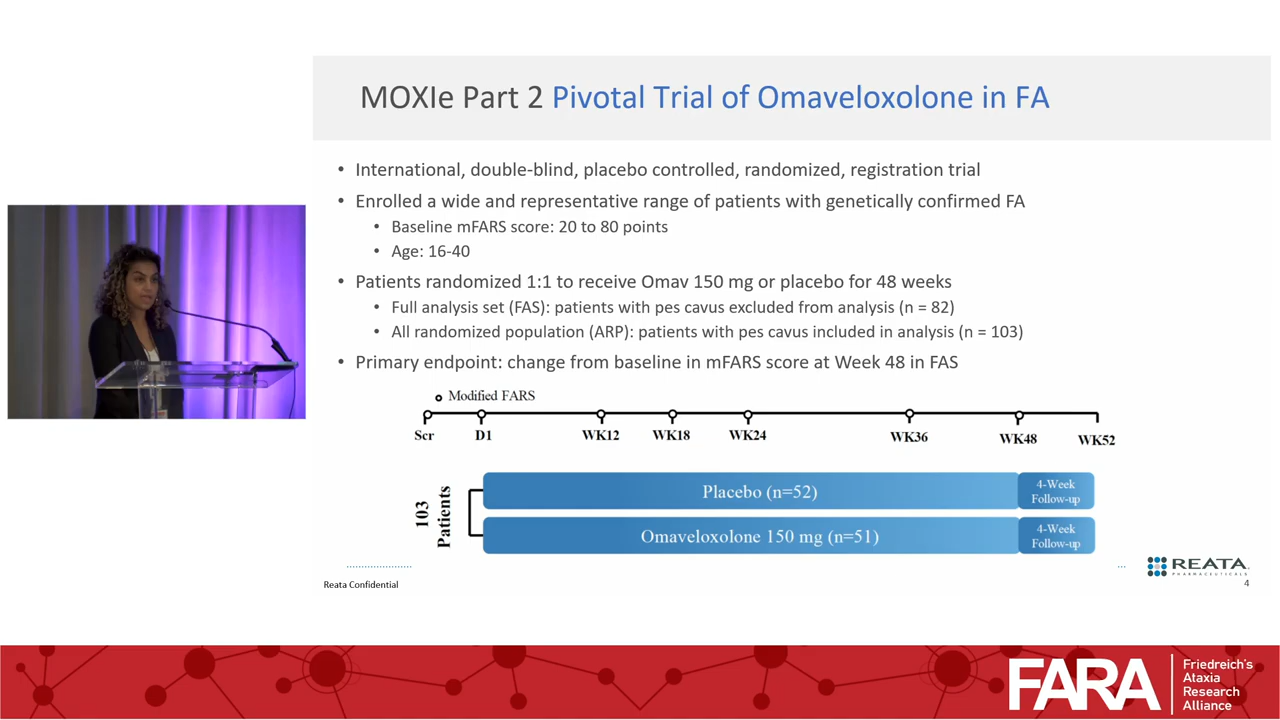 MOXIe Part 2 Pivotal Trial of Omaveloxolone in FA
• International, double-blind, placebo controlled, randomized, registration trial
• Enrolled a wide and representative range of patients with genetically confirmed FA
• Baseline mFARS score: 20 to 80 points
• Age: 16-40
• Patients randomized 1:1 to receive Omav 150 mg or placebo for 48 weeks
• Full analysis set (FAS): patients with pes cavus excluded from analysis (n = 82)
• All randomized population (ARP): patients with pes cavus included in analysis (n = 103)
• Primary endpoint: change from baseline in mFARS score at Week 48 in FAS
Modified FARS
Scr D1 WK12 WK18 WK24 WK36 WK48 WK52
103
Patients
Placebo (n=52)
4-Week
Follow-up
Omaveloxolone 150 mg (n=51)
4-Week
Follow-up
Reata Confidential
REATA
PHARMACEUTICALS
4
FARA
Friedreich's
Ataxia
Research
Alliance